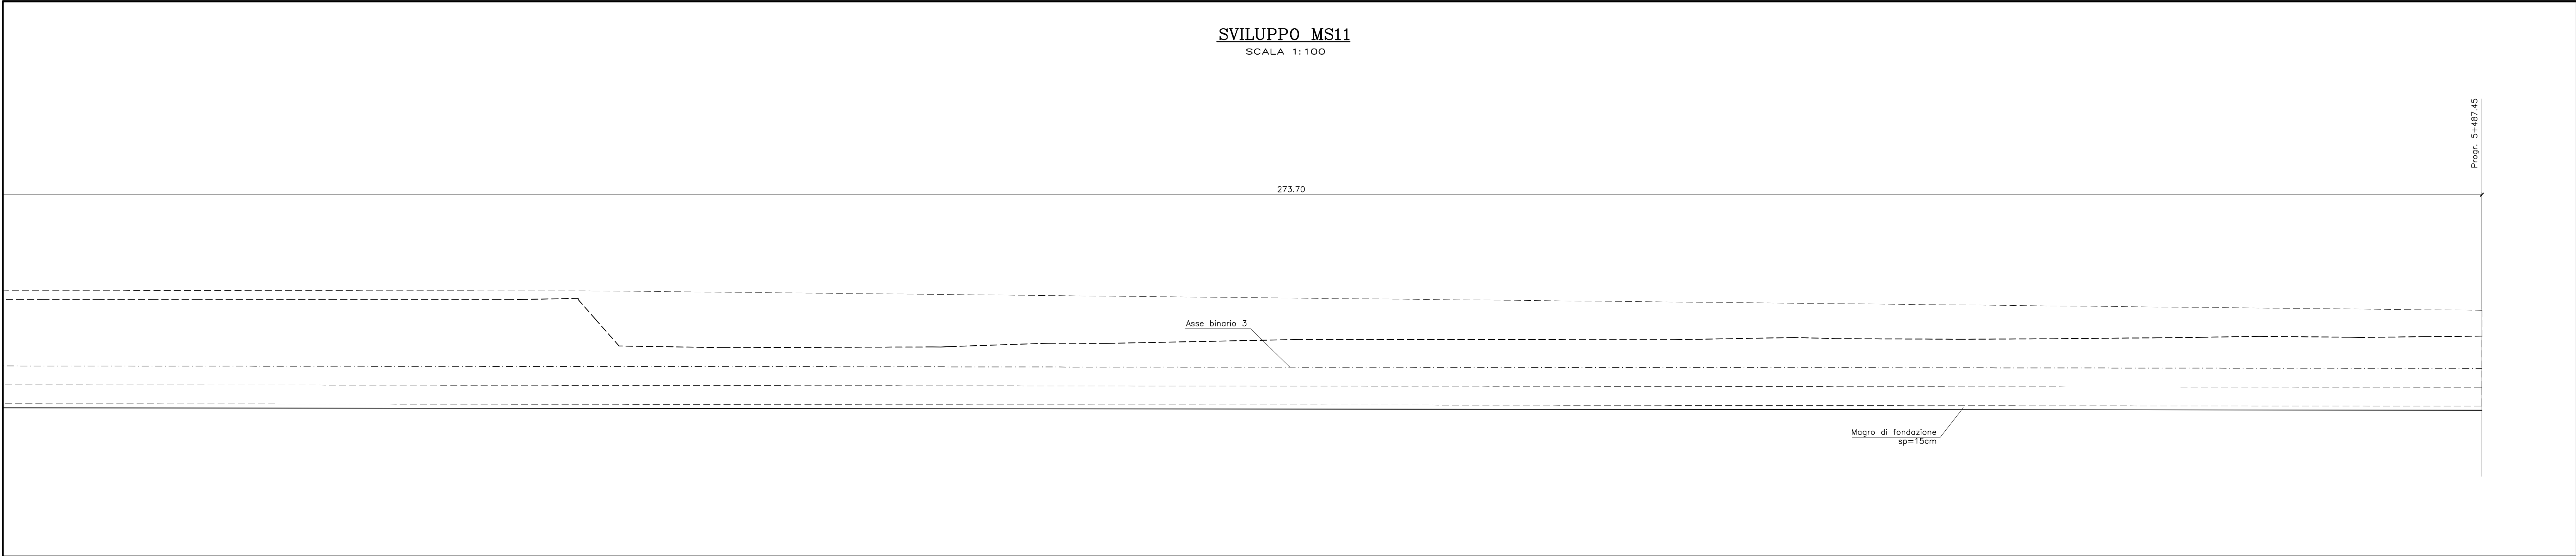 SVILUPPO MS11
SCALA 1:100
Progr. 5+487.45
273.70
Asse binario 3
Magro di fondazione
sp=15cm